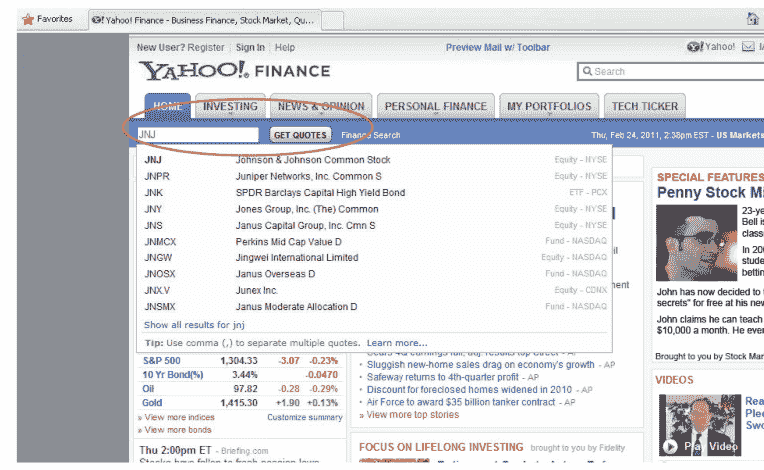 Favorites Yahoo! Finance - Business Finance, Stock Market, Qu...
New User? Register Sign In Help Preview Mail w/ Toolbar Yahoo!
YAHOO! FINANCE Search
HOME INVESTING NEWS & OPINION PERSONAL FINANCE MY PORTFOLIOS TECH TICKER
JNJ GET QUOTES Finance Search Thu, Feb 24, 2011, 2:38pm EST - US Markets
JNJ Johnson & Johnson Common Stock Equity - NYSE
JNPR Juniper Networks, Inc. Common S Equity - NYSE
JNK SPDR Barclays Capital High Yield Bond ETF - PCX
JNY Jones Group, Inc. (The) Common Equity - NYSE
JNS Janus Capital Group, Inc. Cmn S Equity - NYSE
JNMCX Perkins Mid Cap Value D Fund - NASDAQ
JNGW Jingwei International Limited Equity - NASDAQ
JNOSX Janus Overseas D Fund - NASDAQ
JNX.V Junex Inc. Equity - CDNX
JNSMX Janus Moderate Allocation D Fund - NASDAQ
Show all results for jnj
Tip: Use comma (,) to separate multiple quotes. Learn more...
S&P 500 1,304.33 -3.07 -0.23%
10 Yr Bond(%) 3.44% -0.0470
Oil 97.82 -0.28 -0.29%
Gold 1,415.30 +1.90 +0.13%
» View more indices Customize summary
» View more bonds
Thu 2:00pm ET - Briefing.com
• Sluggish new-home sales drag on economy's growth - AP
• Safeway returns to 4th-quarter profit - AP
• Discount for foreclosed homes widened in 2010 - AP
• Air Force to award $35 billion tanker contract - AP
» View more top stories
FOCUS ON LIFELONG INVESTING brought to you by Fidelity
SPECIAL FEATURES
Penny Stock Mi
23-ye
Bell is
class
In 200
stude
bettin
John has now decided to
secrets" for free at his new
John claims he can teach
$10,000 a month. He even
Brought to you by Stock Mar
VIDEOS
Rea
Plee
Swo
Play Video